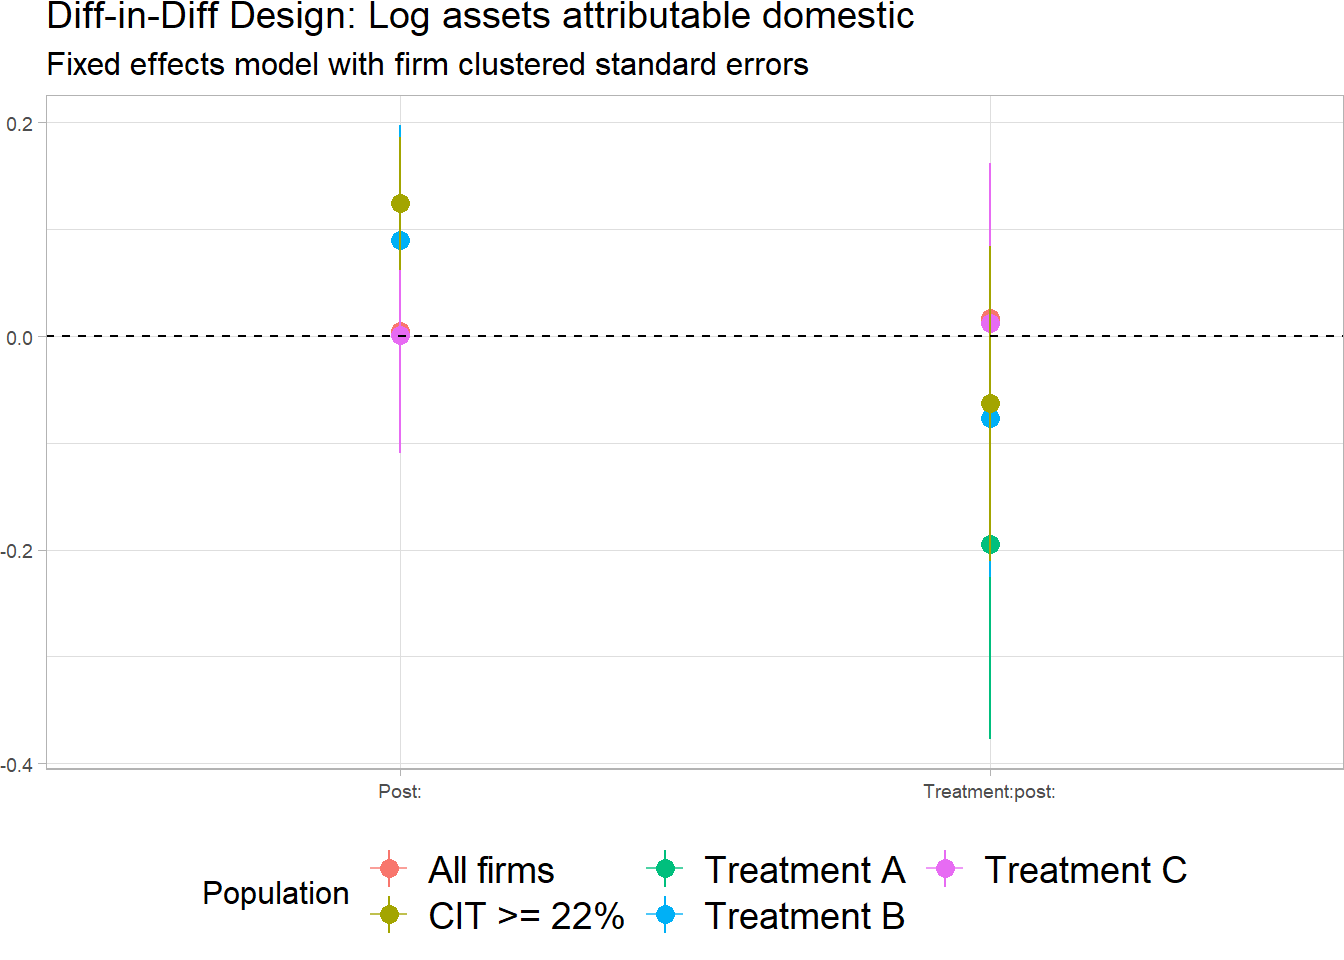 Diff-in-Diff Design: Log assets attributable domestic
Fixed effects model with firm clustered standard errors
0.2
0.0
-0.2
-0.4
Post:
Treatment:post:
Population
All firms
Treatment A
Treatment C
CIT >= 22%
Treatment B